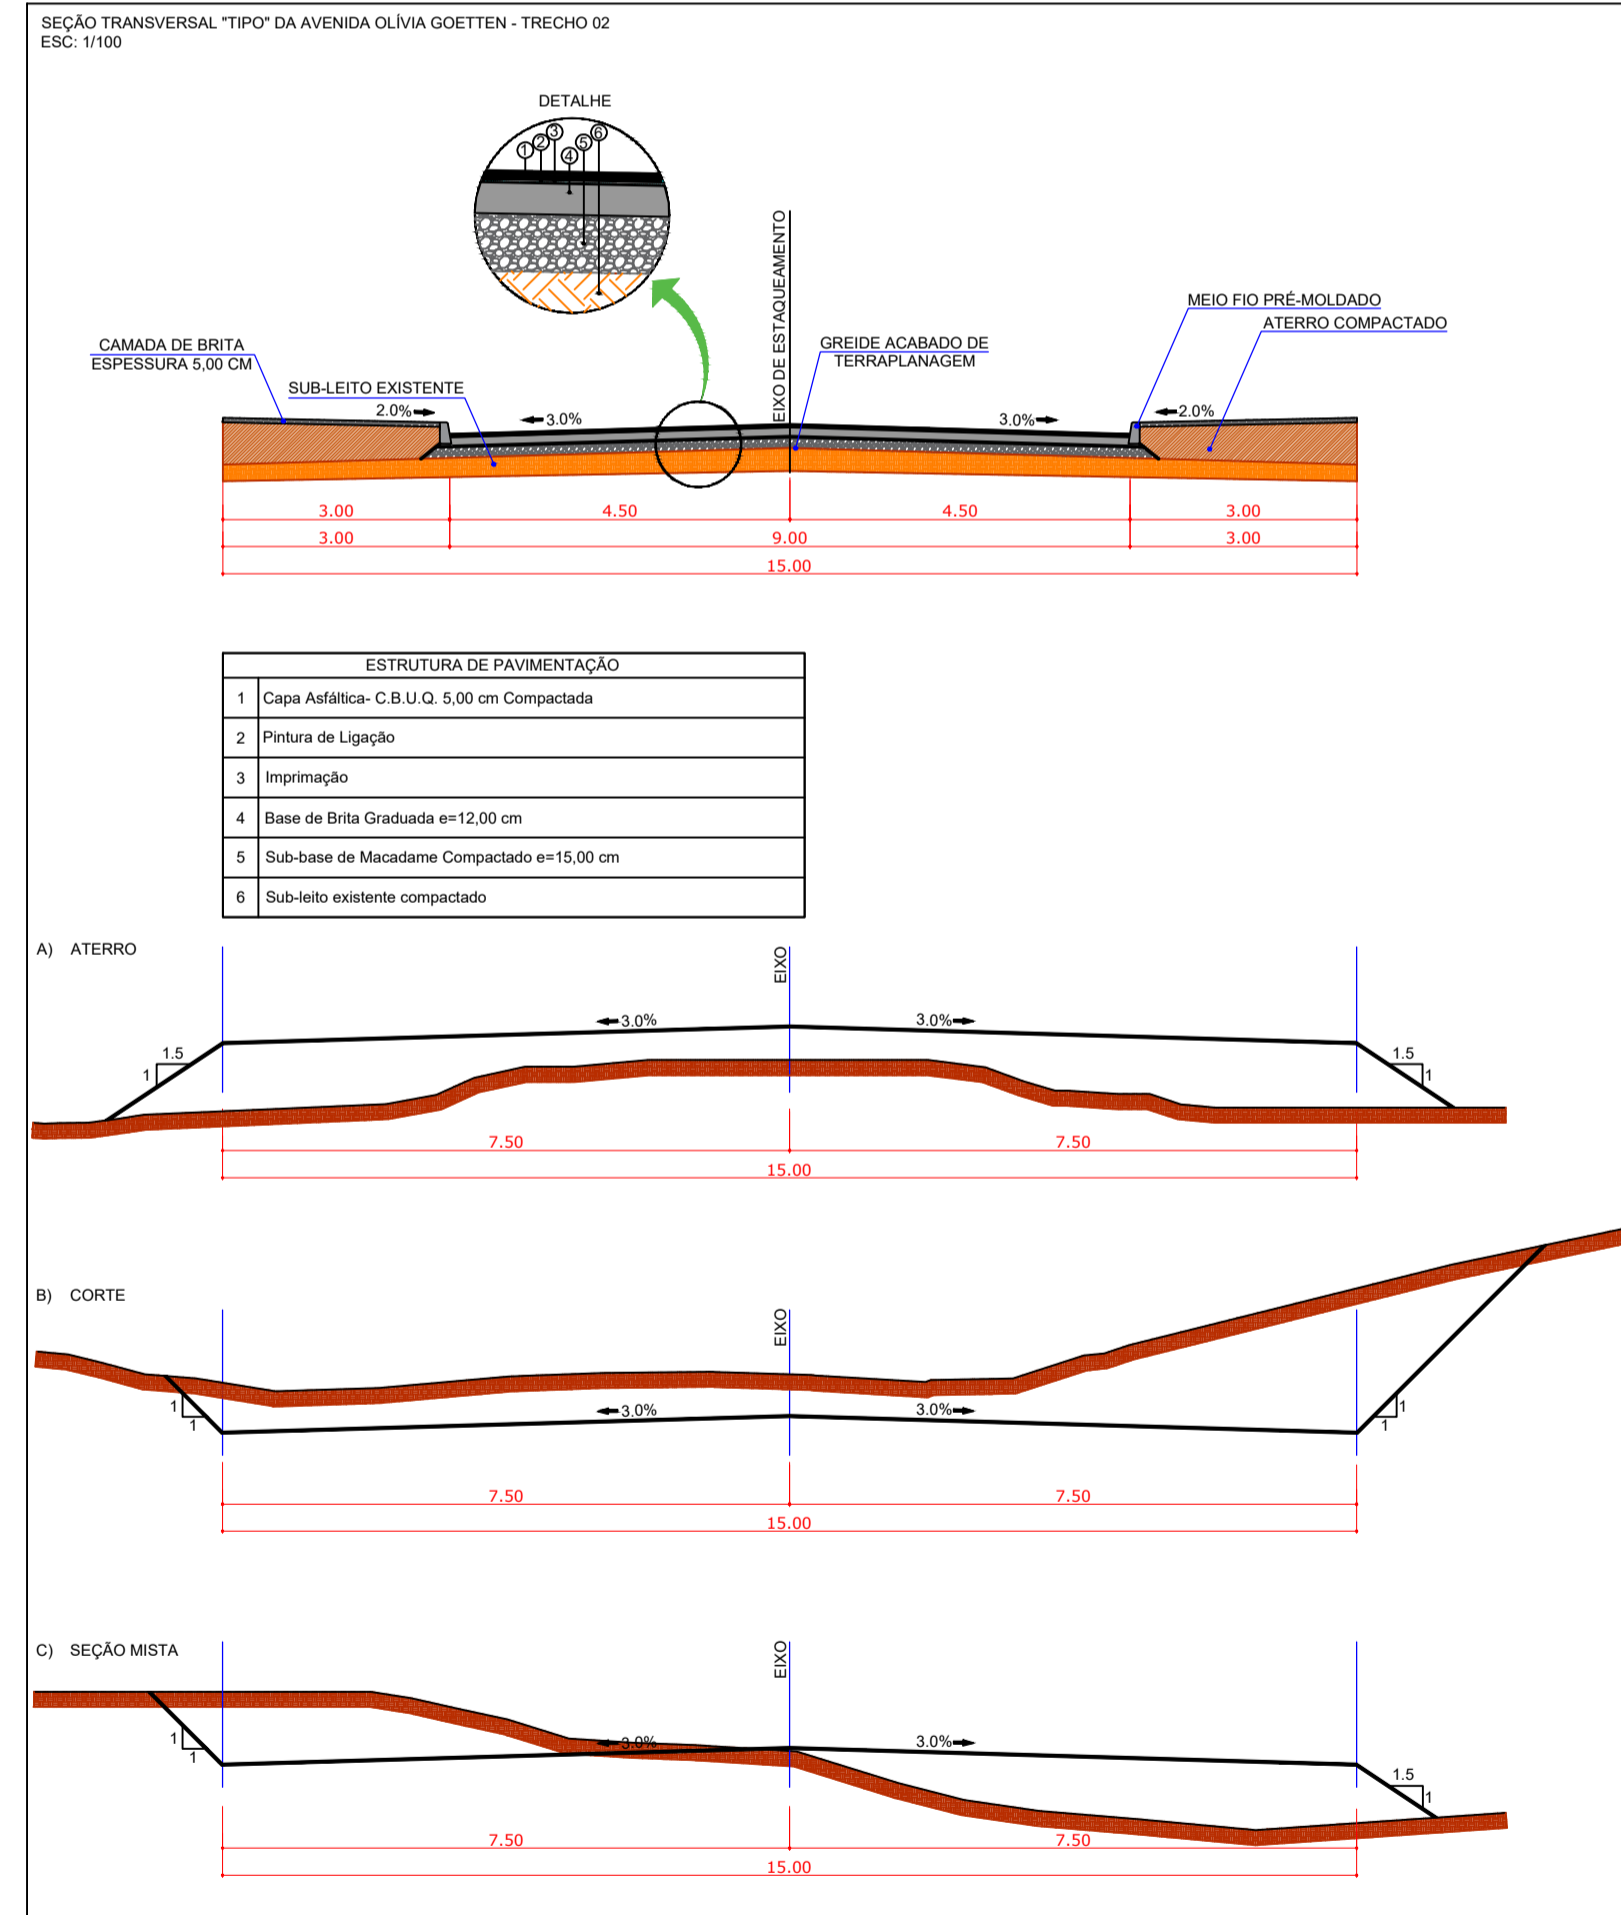 SEÇÃO TRANSVERSAL "TIPO" DA AVENIDA OLÍVIA GOETTEN - TRECHO 02
ESC: 1/100
DETALHE
1
2
3
4
5
6
EIXO DE ESTAQUEAMENTO
MEIO FIO PRÉ-MOLDADO
ATERRO COMPACTADO
CAMADA DE BRITA
ESPESSURA 5,00 CM
GREIDE ACABADO DE
TERRAPLANAGEM
SUB-LEITO EXISTENTE
2.0%
3.0%
3.0%
2.0%
3.00
4.50
4.50
3.00
3.00
9.00
3.00
15.00
ESTRUTURA DE PAVIMENTAÇÃO
1 Capa Asfáltica- C.B.U.Q. 5,00 cm Compactada
2 Pintura de Ligação
3 Imprimação
4 Base de Brita Graduada e=12,00 cm
5 Sub-base de Macadame Compactado e=15,00 cm
6 Sub-leito existente compactado
A) ATERRO
EIXO
3.0%
3.0%
1.5
1
1.5
1
7.50
7.50
15.00
B) CORTE
EIXO
3.0%
3.0%
1
1
1
1
7.50
7.50
15.00
C) SEÇÃO MISTA
EIXO
3.0%
3.0%
1
1
1.5
1
7.50
7.50
15.00